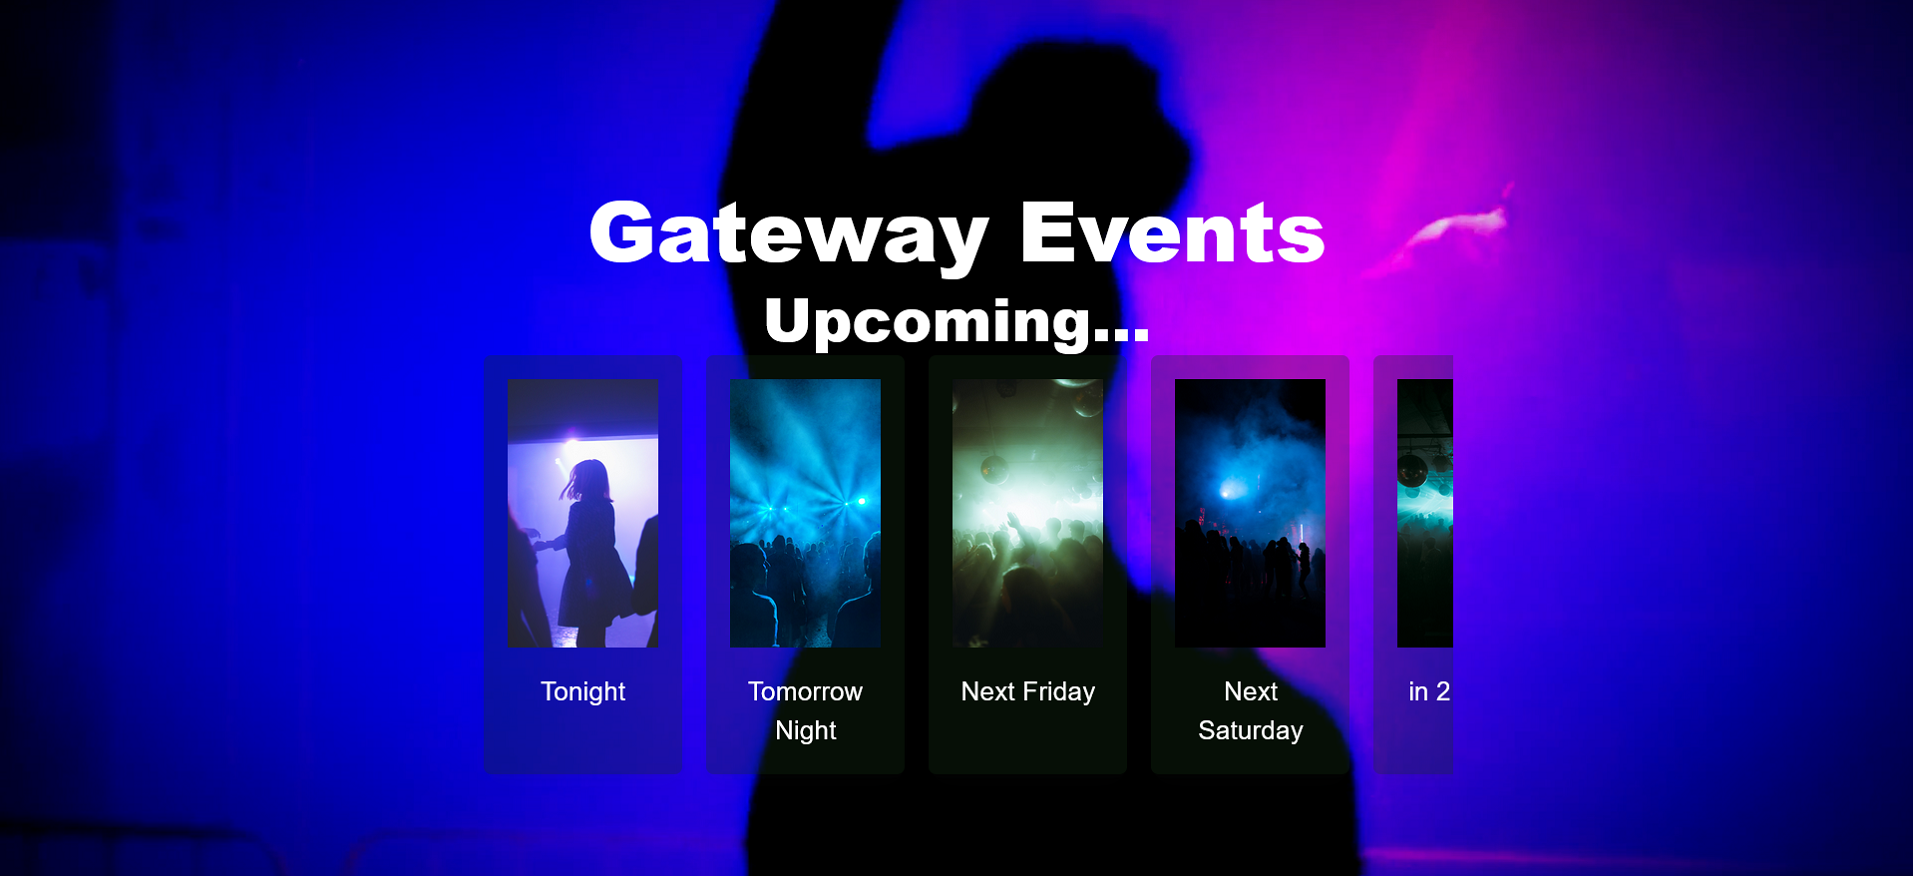 Gateway Events
Upcoming...
Tonight
Tomorrow
Night
Next Friday
Next
Saturday
in 2